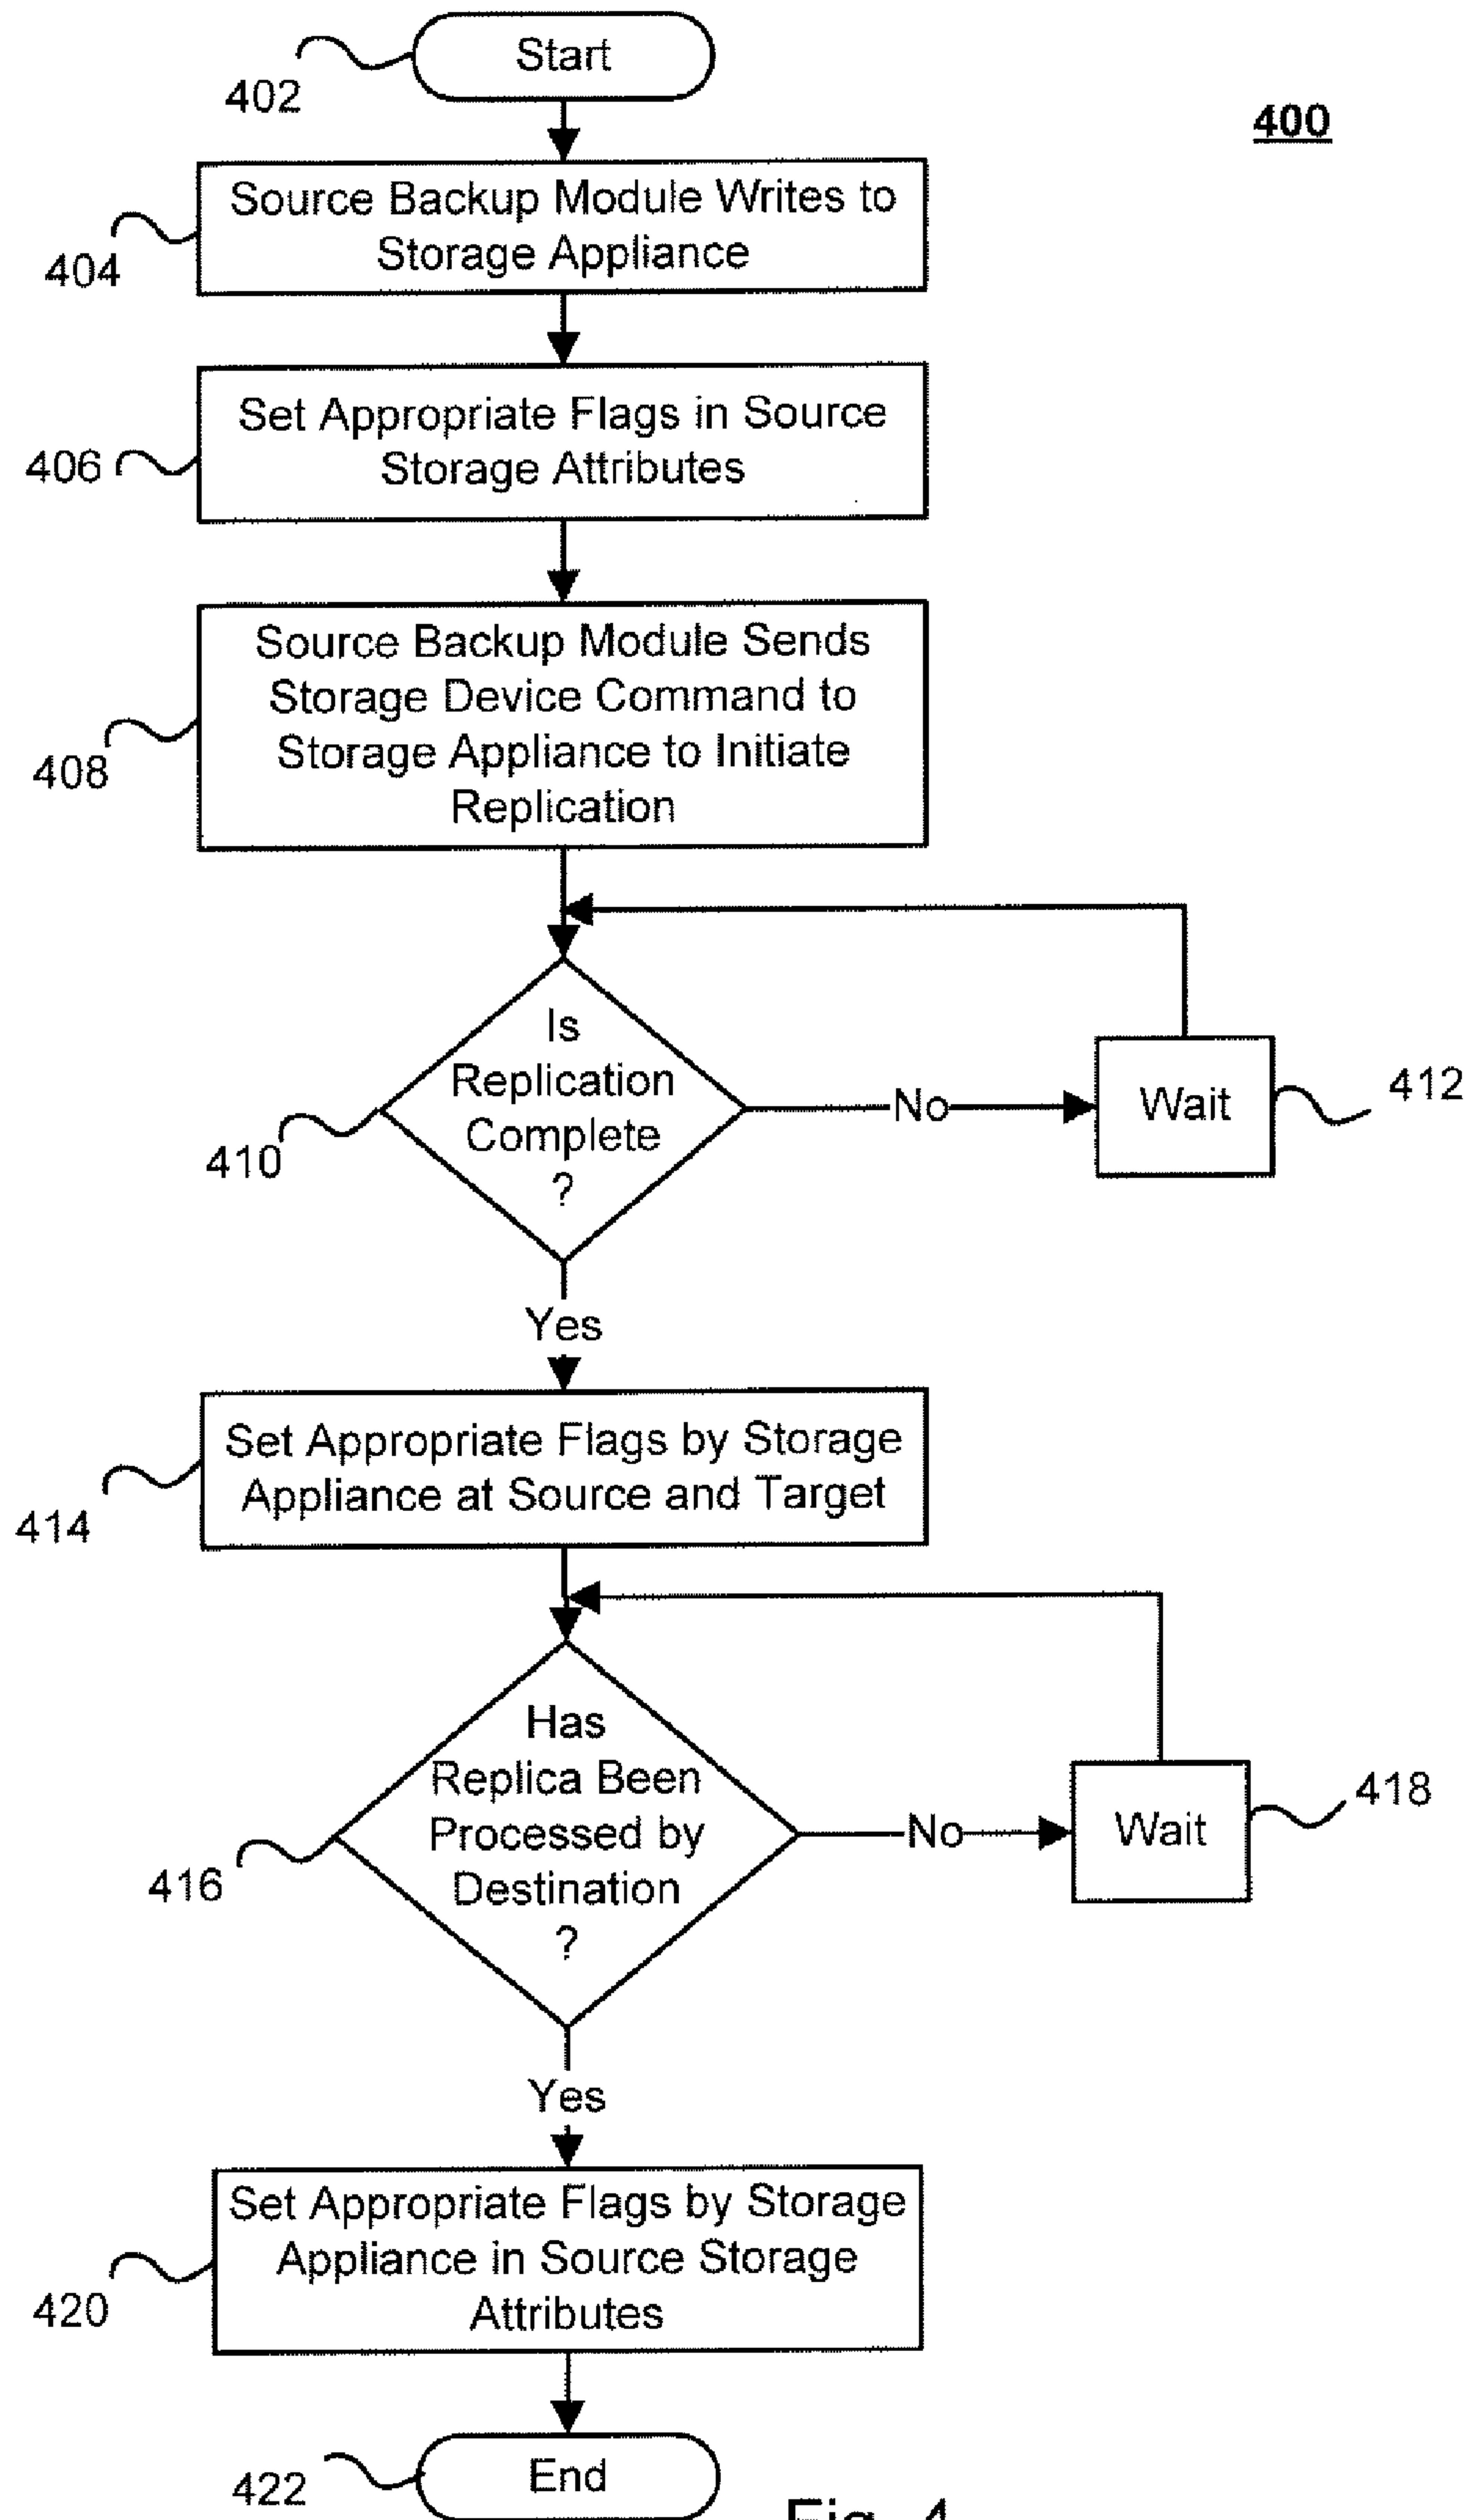 Start
402
400
Source Backup Module Writes to
Storage Appliance
404
Set Appropriate Flags in Source
Storage Attributes
406
Source Backup Module Sends
Storage Device Command to
Storage Appliance to Initiate
Replication
408
Is
Replication
Complete
?
410
No
Wait
412
Yes
Set Appropriate Flags by Storage
Appliance at Source and Target
414
Has
Replica Been
Processed by
Destination
?
416
No
Wait
418
Yes
Set Appropriate Flags by Storage
Appliance in Source Storage
Attributes
420
End
422
Fig. 4